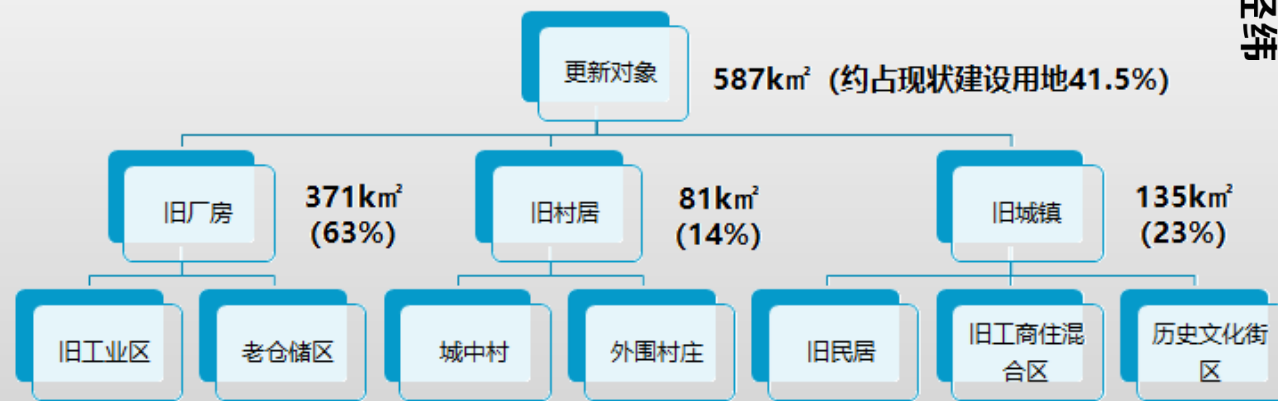 更新对象
587k㎡ (约占现状建设用地41.5%)
旧厂房
371k㎡
(63%)
旧村居
81k㎡
(14%)
旧城镇
135k㎡
(23%)
旧工业区
老仓储区
城中村
外围村庄
旧民居
旧工商住混
合区
历史文化街
区
纬